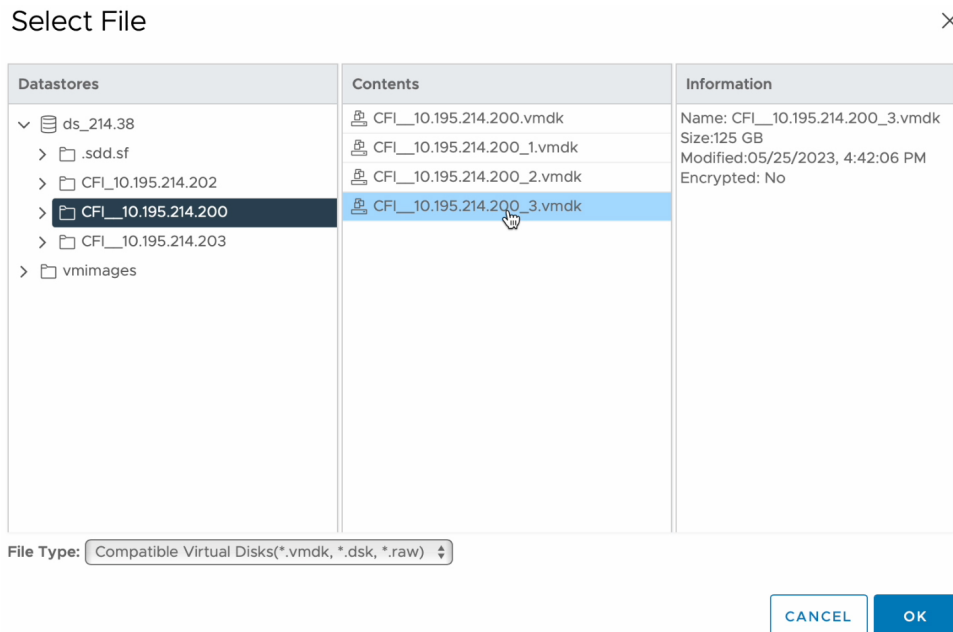 Select File
Datastores
ds_214.38
.sdd.sf
CFI_10.195.214.202
CFI__10.195.214.200
CFI__10.195.214.203
vmimages
Contents
CFI__10.195.214.200.vmdk
CFI__10.195.214.200_1.vmdk
CFI__10.195.214.200_2.vmdk
CFI__10.195.214.200_3.vmdk
Information
Name: CFI__10.195.214.200_3.vmdk
Size:125 GB
Modified:05/25/2023, 4:42:06 PM
Encrypted: No
File Type: Compatible Virtual Disks(*.vmdk, *.dsk, *.raw)
CANCEL
OK